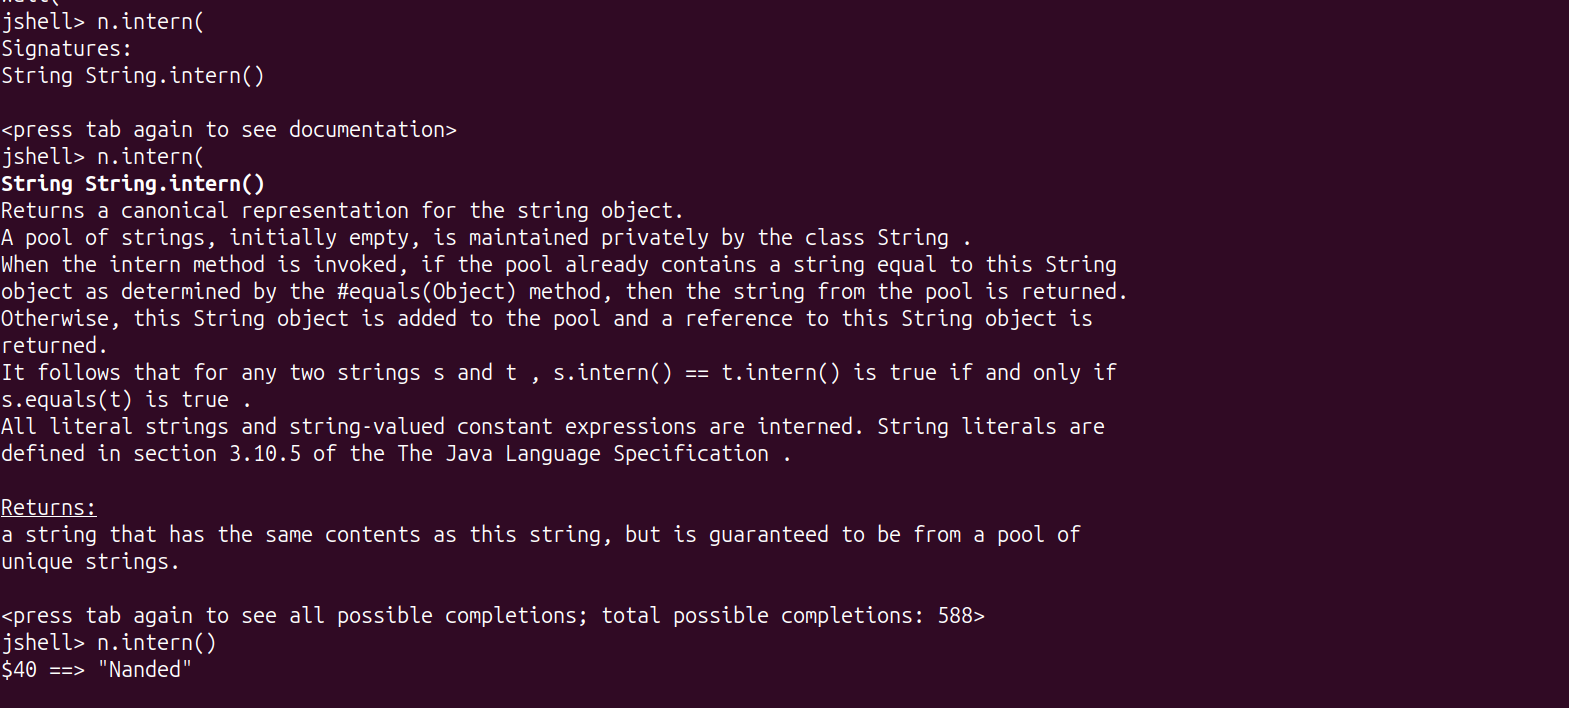 jshell> n.intern(
Signatures:
String String.intern()
<press tab again to see documentation>
jshell> n.intern(
String String.intern()
Returns a canonical representation for the string object.
A pool of strings, initially empty, is maintained privately by the class String .
When the intern method is invoked, if the pool already contains a string equal to this String
object as determined by the #equals(Object) method, then the string from the pool is returned.
Otherwise, this String object is added to the pool and a reference to this String object is
returned.
It follows that for any two strings s and t , s.intern() == t.intern() is true if and only if
s.equals(t) is true .
All literal strings and string-valued constant expressions are interned. String literals are
defined in section 3.10.5 of the The Java Language Specification .
Returns:
a string that has the same contents as this string, but is guaranteed to be from a pool of
unique strings.
<press tab again to see all possible completions; total possible completions: 588>
jshell> n.intern()
$40 ==> "Nanded"